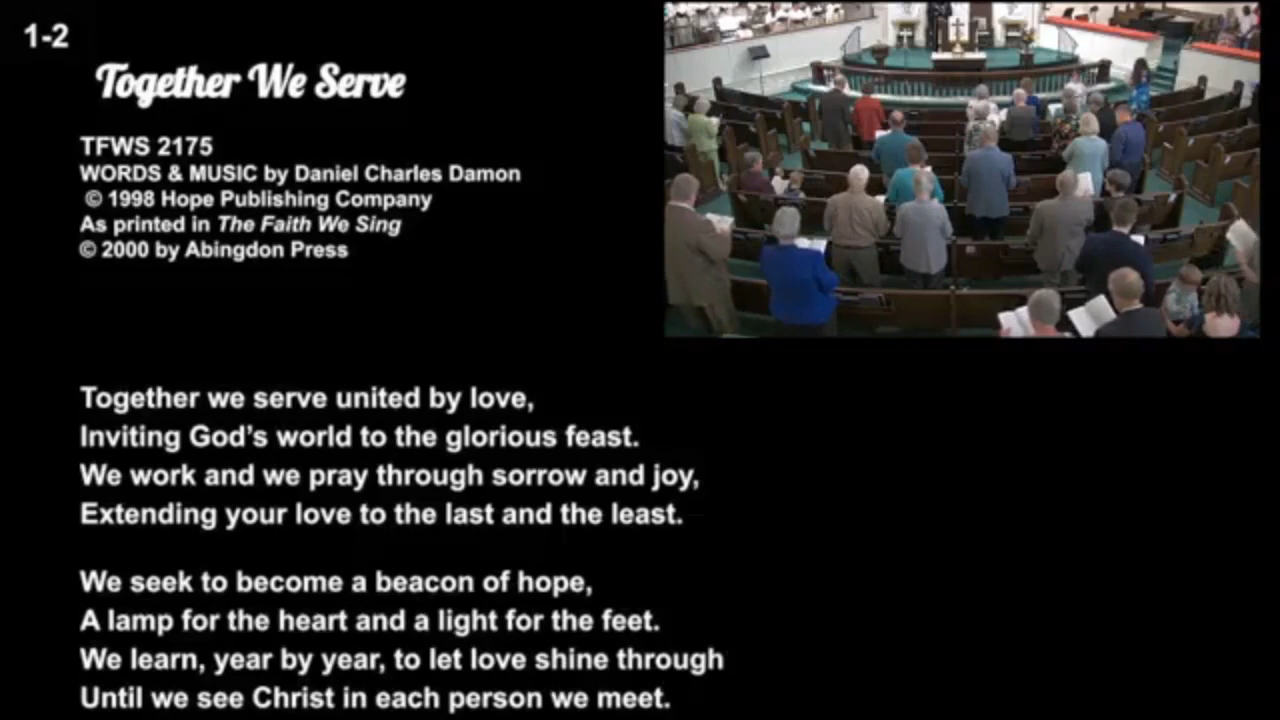 1-2
Together We Serve
TFWS 2175
WORDS & MUSIC by Daniel Charles Damon
© 1998 Hope Publishing Company
As printed in The Faith We Sing
© 2000 by Abingdon Press
Together we serve united by love,
Inviting God's world to the glorious feast.
We work and we pray through sorrow and joy,
Extending your love to the last and the least.
We seek to become a beacon of hope,
A lamp for the heart and a light for the feet.
We learn, year by year, to let love shine through
Until we see Christ in each person we meet.